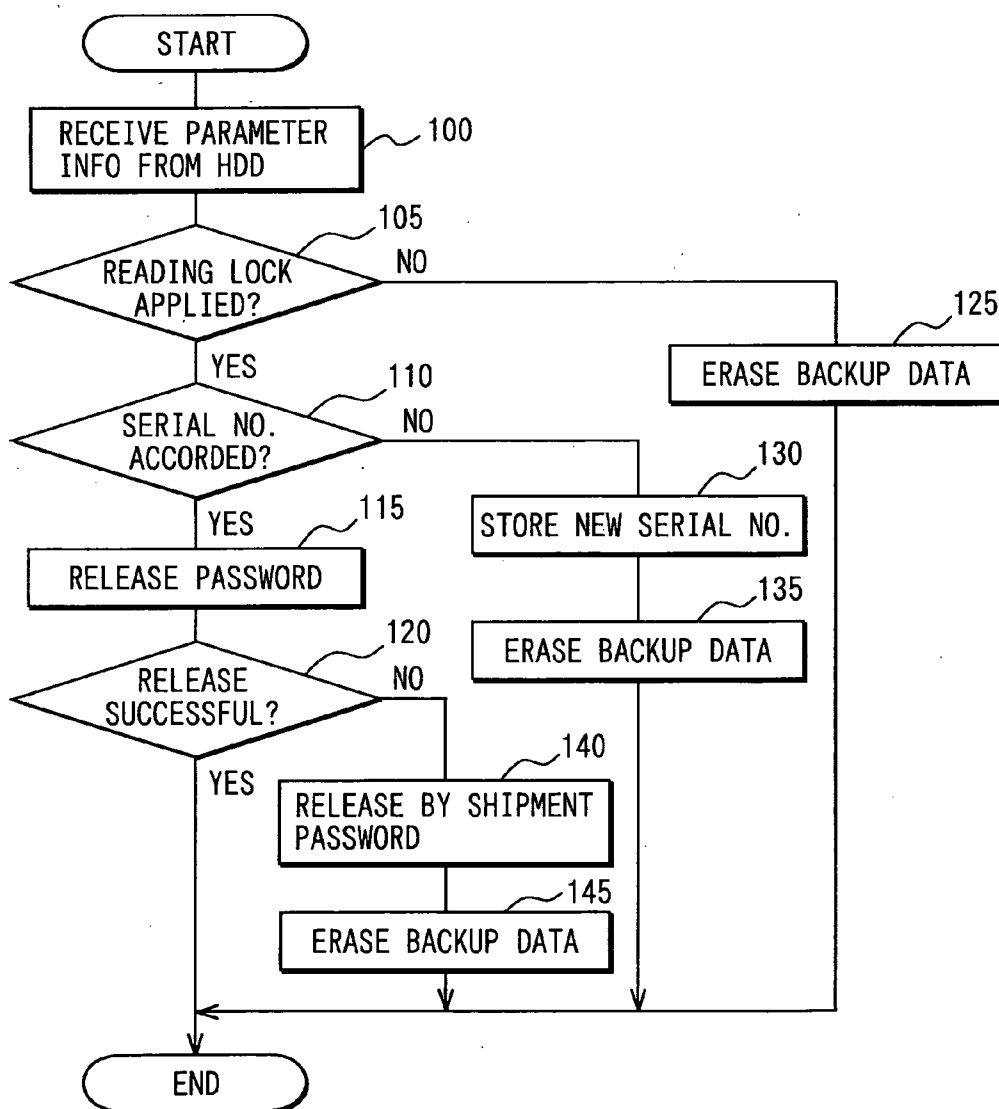 START
RECEIVE PARAMETER
INFO FROM HDD
100
105
READING LOCK
APPLIED?
NO
YES
125
ERASE BACKUP DATA
110
SERIAL NO.
ACCORDED?
NO
YES
130
STORE NEW SERIAL NO.
115
RELEASE PASSWORD
135
ERASE BACKUP DATA
120
RELEASE
SUCCESSFUL?
NO
YES
140
RELEASE BY SHIPMENT
PASSWORD
145
ERASE BACKUP DATA
END